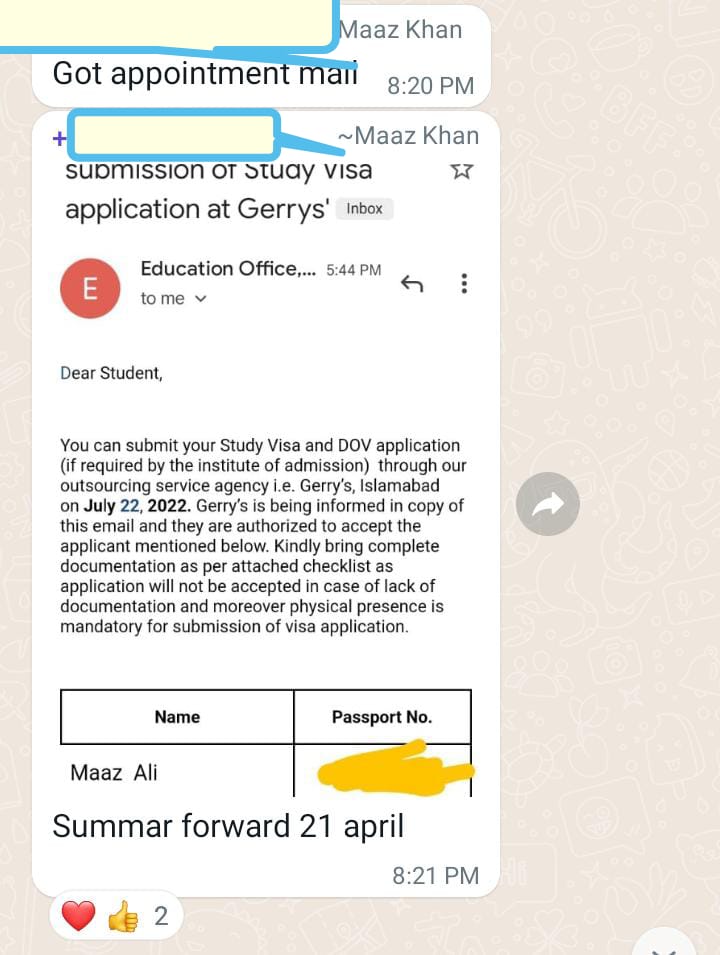 Maaz Khan
Got appointment mail
8:20 PM
+
~Maaz Khan
submission of Study Visa
application at Gerrys' Inbox
E
Education Office,... 5:44 PM
to me
Dear Student,
You can submit your Study Visa and DOV application
(if required by the institute of admission) through our
outsourcing service agency i.e. Gerry's, Islamabad
on July 22, 2022. Gerry's is being informed in copy of
this email and they are authorized to accept the
applicant mentioned below. Kindly bring complete
documentation as per attached checklist as
application will not be accepted in case of lack of
documentation and moreover physical presence is
mandatory for submission of visa application.
Name Passport No.
Maaz Ali
Summar forward 21 april
8:21 PM
2